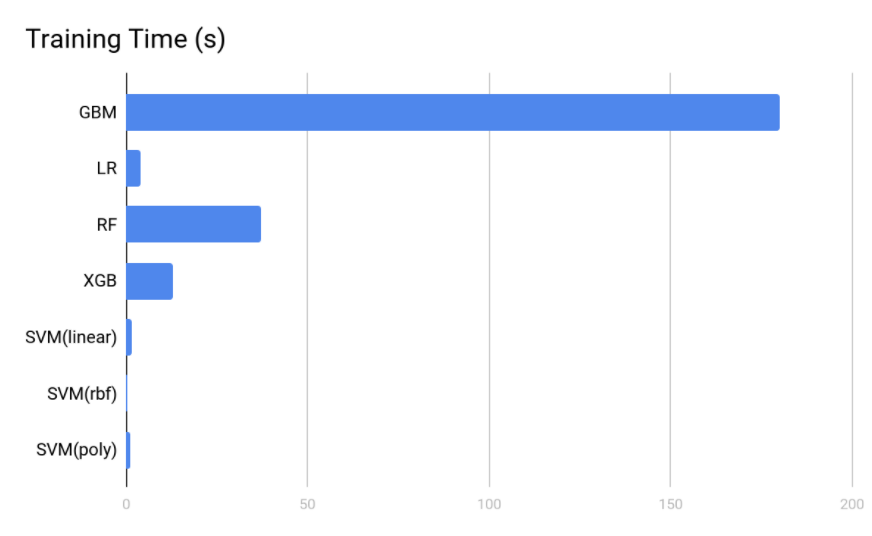 Training Time (s)
GBM
LR
RF
XGB
SVM(linear)
SVM(rbf)
SVM(poly)
0 50 100 150 200